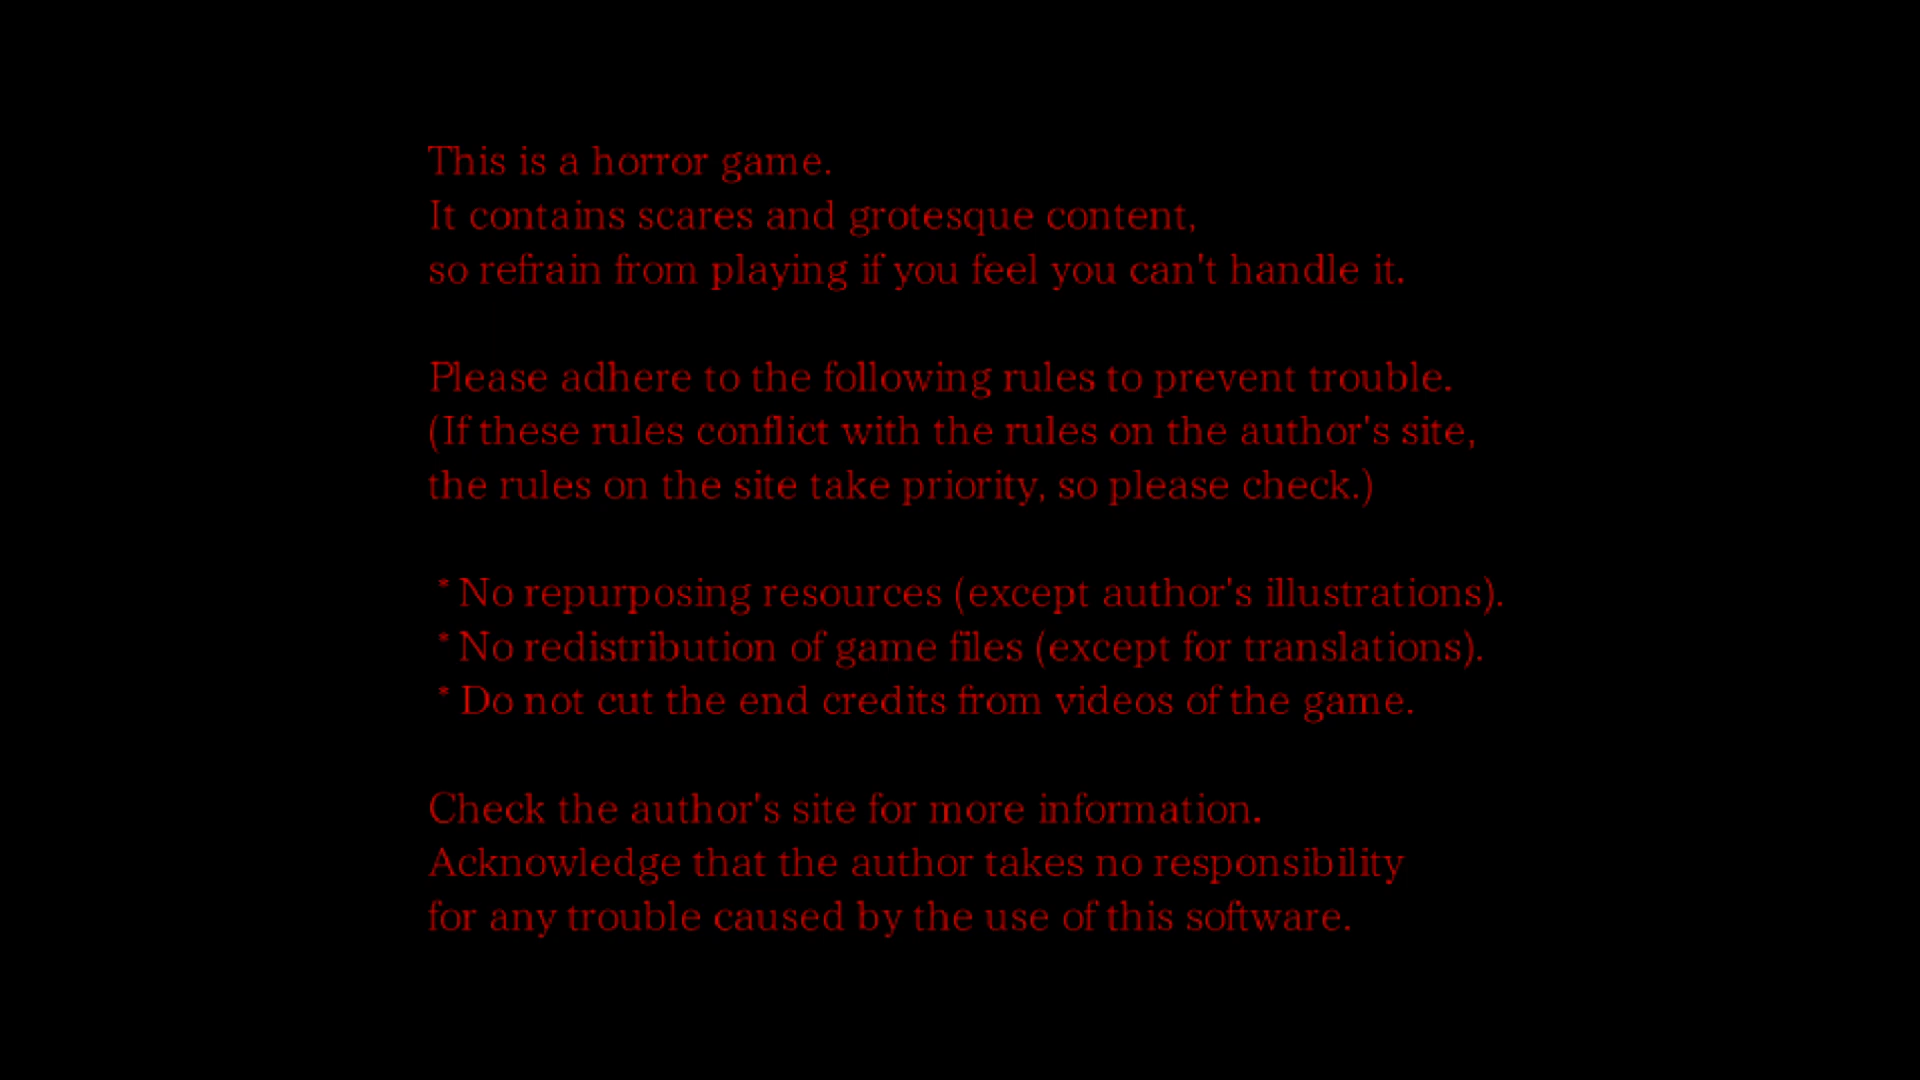 This is a horror game.
It contains scares and grotesque content,
so refrain from playing if you feel you can't handle it.
Please adhere to the following rules to prevent trouble.
(If these rules conflict with the rules on the author's site,
the rules on the site take priority, so please check.)
* No repurposing resources (except author's illustrations).
* No redistribution of game files (except for translations).
* Do not cut the end credits from videos of the game.
Check the author's site for more information.
Acknowledge that the author takes no responsibility
for any trouble caused by the use of this software.